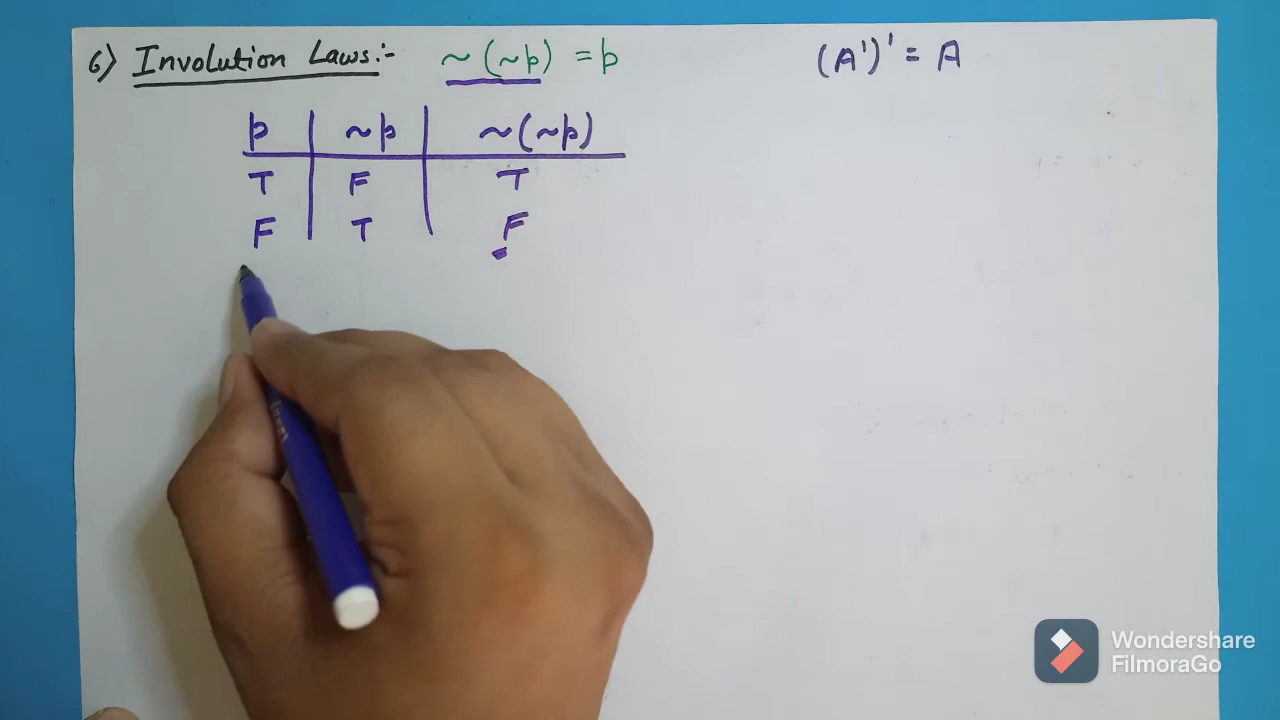 6) Involution Laws:- ~(~p) = p (A')' = A
p ~p ~(~p)
T F T
F T F
Wondershare
FilmoraGo